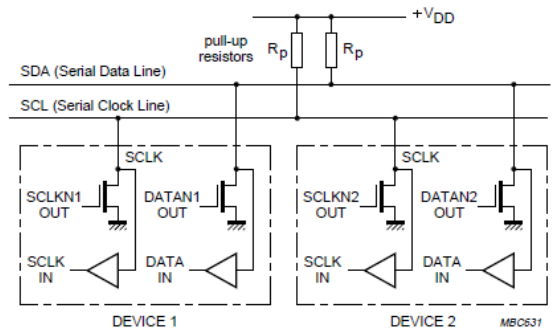 +VDD
pull-up
resistors
Rp
Rp
SDA (Serial Data Line)
SCL (Serial Clock Line)
SCLK
SCLK
SCLKN1
OUT
DATAN1
OUT
SCLKN2
OUT
DATAN2
OUT
SCLK
IN
DATA
IN
SCLK
IN
DATA
IN
DEVICE 1
DEVICE 2
MBC631